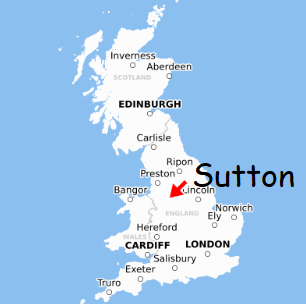 Inverness
Aberdeen
SCOTLAND
EDINBURGH
Carlisle
Ripon
Sutton
Preston
Bangor
Lincoln
Norwich
ENGLAND
Ely
Hereford
WALES
CARDIFF
LONDON
Salisbury
Exeter
Truro